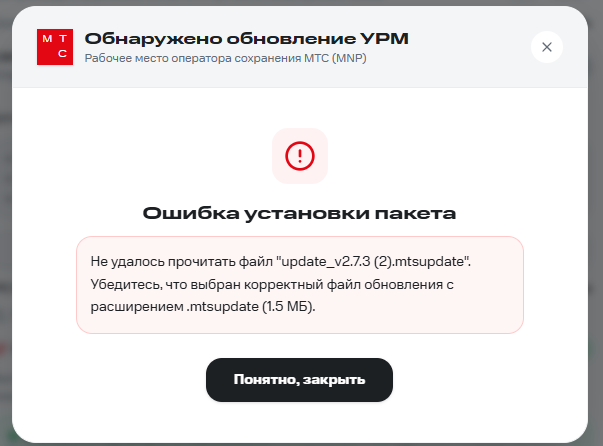 МТС
Обнаружено обновление УРМ
Рабочее место оператора сохранения МТС (MNP)
Ошибка установки пакета
Не удалось прочитать файл "update_v2.7.3 (2).mtsupdate".
Убедитесь, что выбран корректный файл обновления с
расширением .mtsupdate (1.5 МБ).
Понятно, закрыть